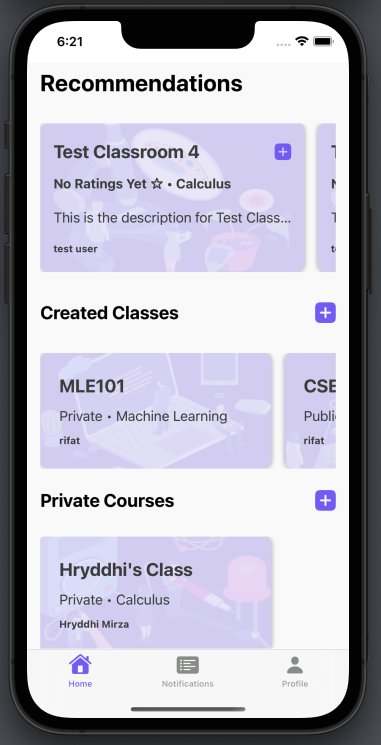 6:21
Recommendations
Test Classroom 4
No Ratings Yet ☆ • Calculus
This is the description for Test Class...
test user
Created Classes
MLE101
Private • Machine Learning
rifat
CSE
Publi
rifat
Private Courses
Hryddhi's Class
Private • Calculus
Hryddhi Mirza
Home
Notifications
Profile